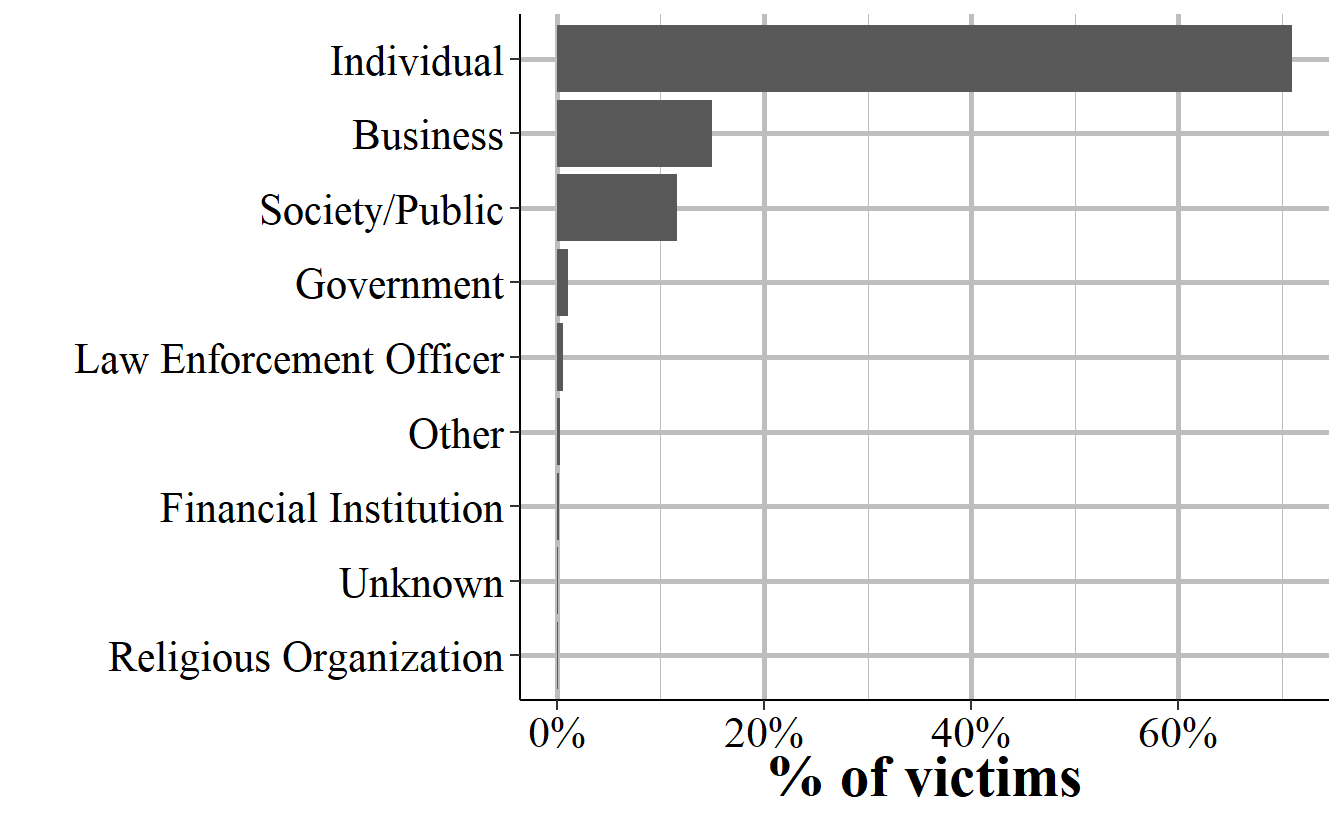 Individual
Business
Society/Public
Government
Law Enforcement Officer
Other
Financial Institution
Unknown
Religious Organization
0% 20% 40% 60%
% of victims